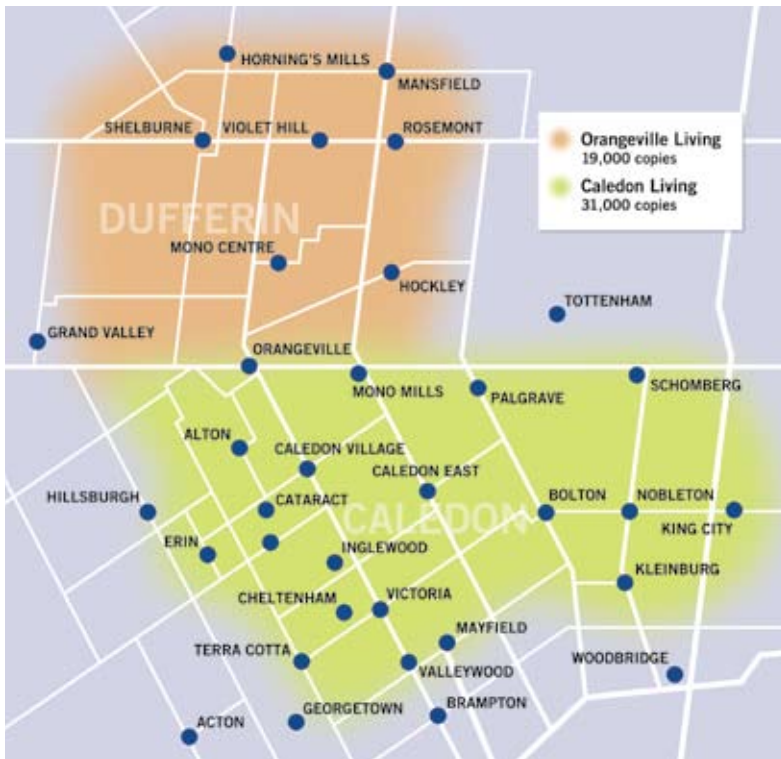 HORNING'S MILLS
MANSFIELD
SHELBURNE
VIOLET HILL
ROSEMONT
Orangeville Living
19,000 copies
Caledon Living
31,000 copies
DUFFERIN
MONO CENTRE
HOCKLEY
TOTTENHAM
GRAND VALLEY
ORANGEVILLE
MONO MILLS
PALGRAVE
SCHOMBERG
ALTON
CALEDON VILLAGE
CALEDON EAST
HILLSBURGH
CATARACT
CALEDON
BOLTON
NOBLETON
KING CITY
ERIN
INGLEWOOD
KLEINBURG
CHELTENHAM
VICTORIA
MAYFIELD
TERRA COTTA
VALLEYWOOD
WOODBRIDGE
GEORGETOWN
BRAMPTON
ACTON